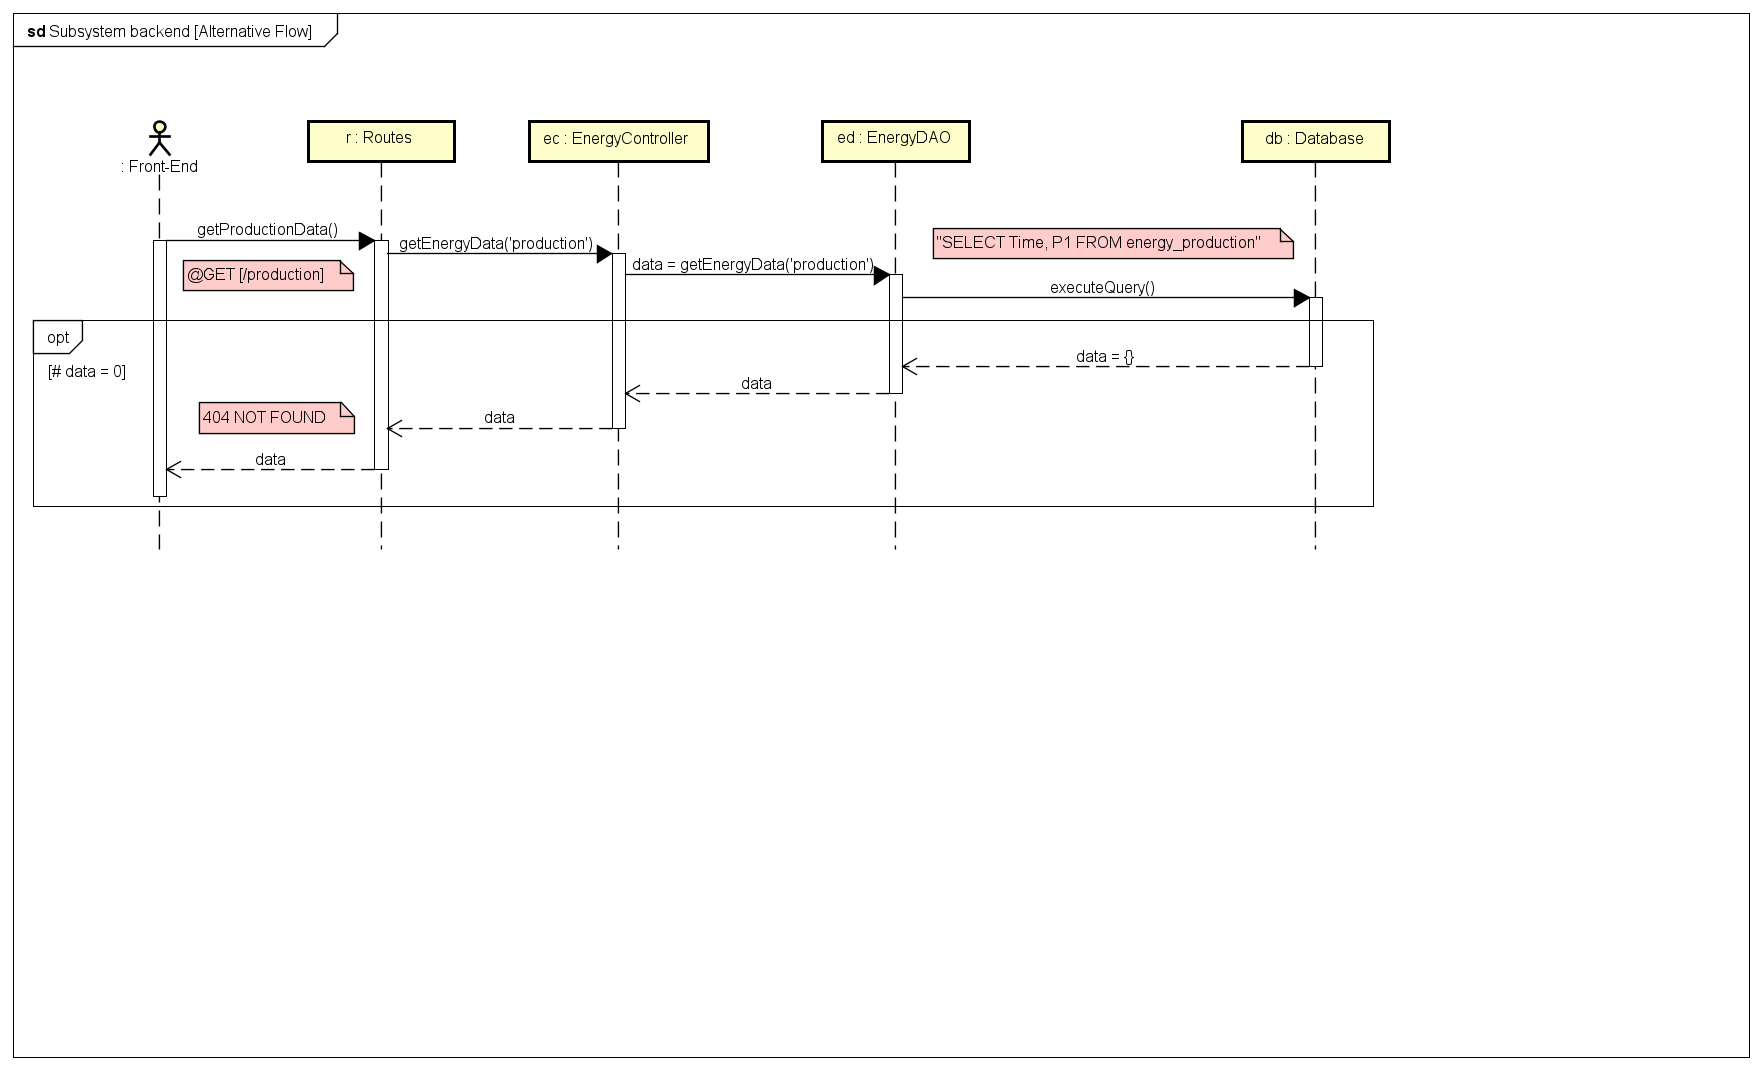 sd Subsystem backend [Alternative Flow]
: Front-End
r : Routes
ec : EnergyController
ed : EnergyDAO
db : Database
getProductionData()
getEnergyData('production')
"SELECT Time, P1 FROM energy_production"
data = getEnergyData('production')
@GET [/production]
executeQuery()
opt
data = {}
[# data = 0]
data
404 NOT FOUND
data
data